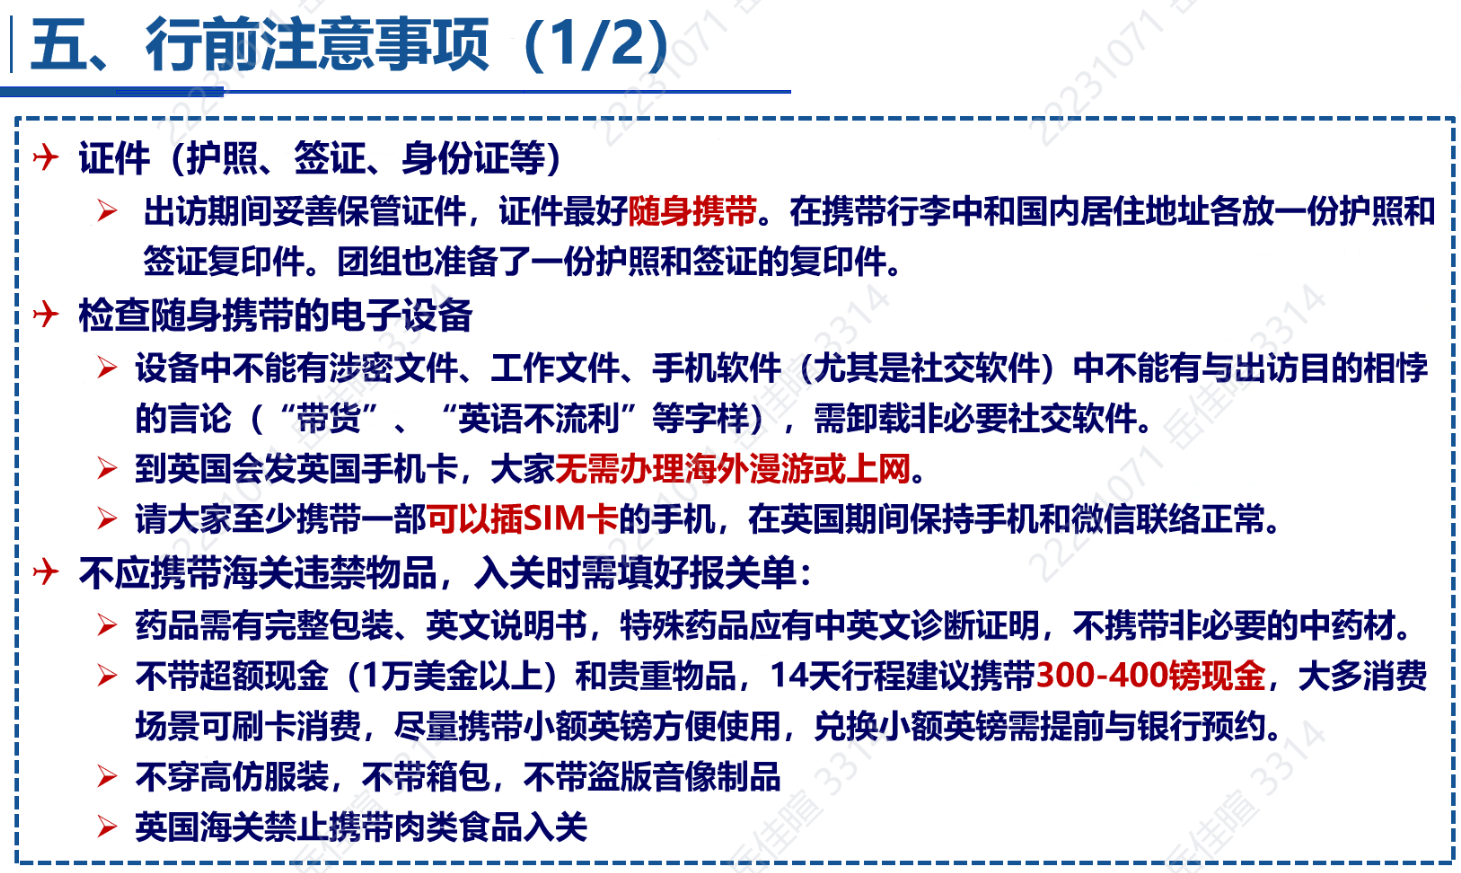 五、行前注意事项（1/2）
证件（护照、签证、身份证等）
出访期间妥善保管证件，证件最好随身携带。在携带行李中和国内居住地址各放一份护照和
签证复印件。团组也准备了一份护照和签证的复印件。
检查随身携带的电子设备
设备中不能有涉密文件、工作文件、手机软件（尤其是社交软件）中不能有与出访目的相悖
的言论（“带货”、“英语不流利”等字样），需卸载非必要社交软件。
到英国会发英国手机卡，大家无需办理海外漫游或上网。
请大家至少携带一部可以插SIM卡的手机，在英国期间保持手机和微信联络正常。
不应携带海关违禁物品，入关时需填好报关单：
药品需有完整包装、英文说明书，特殊药品应有中英文诊断证明，不携带非必要的中药材。
不带超额现金（1万美金以上）和贵重物品，14天行程建议携带300-400镑现金，大多消费
场景可刷卡消费，尽量携带小额英镑方便使用，兑换小额英镑需提前与银行预约。
不穿高仿服装，不带箱包，不带盗版音像制品
英国海关禁止携带肉类食品入关
22231071 岳佳暄 3314